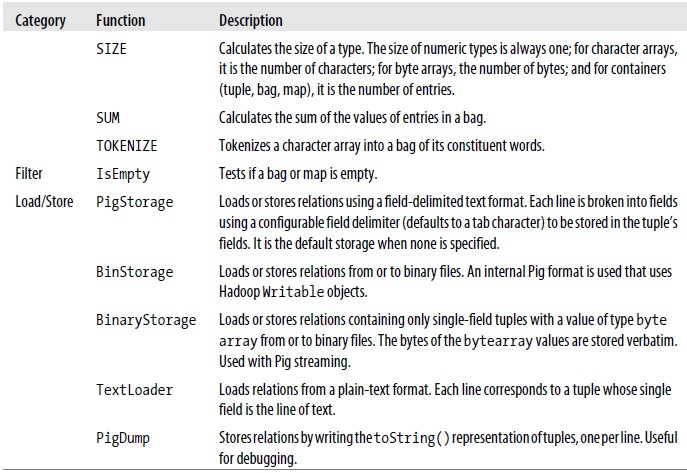 Category Function Description
SIZE Calculates the size of a type. The size of numeric types is always one; for character arrays,
it is the number of characters; for byte arrays, the number of bytes; and for containers
(tuple, bag, map), it is the number of entries.
SUM Calculates the sum of the values of entries in a bag.
TOKENIZE Tokenizes a character array into a bag of its constituent words.
Filter IsEmpty Tests if a bag or map is empty.
Load/Store PigStorage Loads or stores relations using a field-delimited text format. Each line is broken into fields
using a configurable field delimiter (defaults to a tab character) to be stored in the tuple’s
fields. It is the default storage when none is specified.
BinStorage Loads or stores relations from or to binary files. An internal Pig format is used that uses
Hadoop Writable objects.
BinaryStorage Loads or stores relations containing only single-field tuples with a value of type byte
array from or to binary files. The bytes of the bytearray values are stored verbatim.
Used with Pig streaming.
TextLoader Loads relations from a plain-text format. Each line corresponds to a tuple whose single
field is the line of text.
PigDump Stores relations by writing the toString() representation of tuples, one per line. Useful
for debugging.